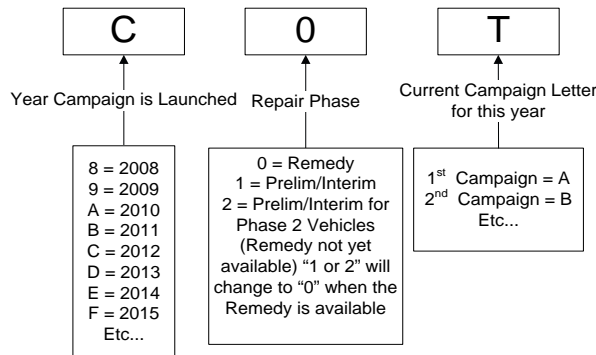 C 0 T
Year Campaign is Launched
Repair Phase
Current Campaign Letter
for this year
8 = 2008
9 = 2009
A = 2010
B = 2011
C = 2012
D = 2013
E = 2014
F = 2015
Etc...
0 = Remedy
1 = Prelim/Interim
2 = Prelim/Interim for
Phase 2 Vehicles
(Remedy not yet
available) “1 or 2” will
change to “0” when the
Remedy is available
1st Campaign = A
2nd Campaign = B
Etc...